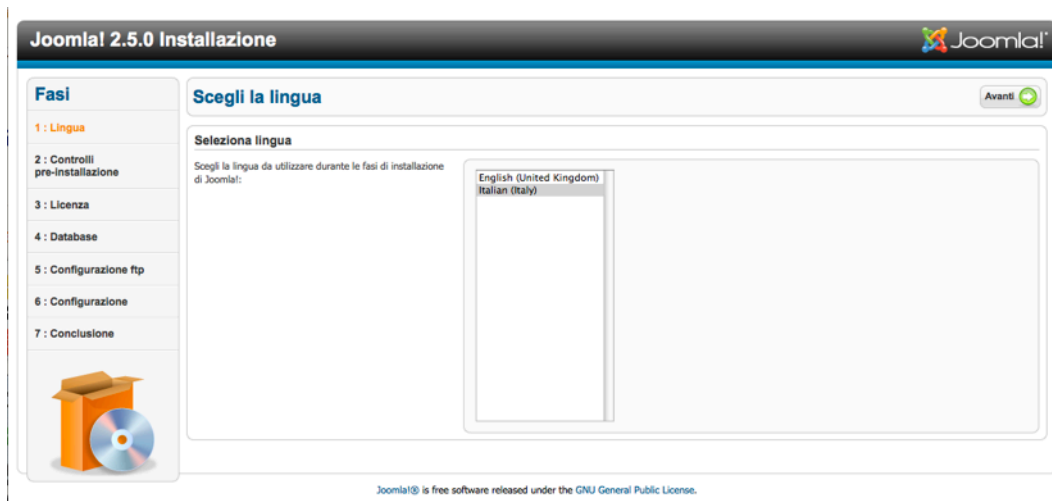 Joomla! 2.5.0 Installazione
Joomla!
Fasi
1 : Lingua
2 : Controlli
pre-installazione
3 : Licenza
4 : Database
5 : Configurazione ftp
6 : Configurazione
7 : Conclusione
Scegli la lingua
Avanti
Seleziona lingua
Scegli la lingua da utilizzare durante le fasi di installazione
di Joomla!:
English (United Kingdom)
Italian (Italy)
Joomla!® is free software released under the GNU General Public License.